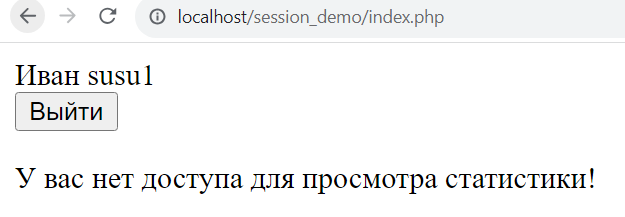 localhost/session_demo/index.php
Иван susu1
Выйти
У вас нет доступа для просмотра статистики!